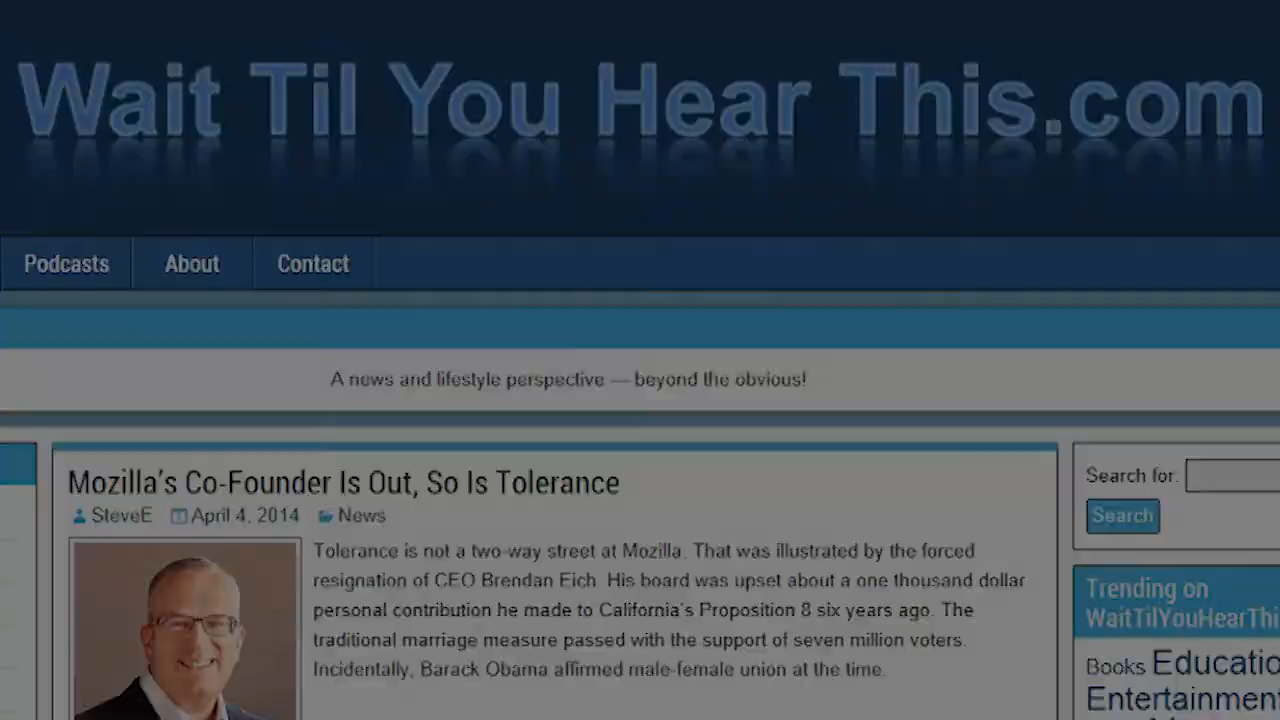 Wait Til You Hear This.com
Podcasts About Contact
A news and lifestyle perspective — beyond the obvious!
Mozilla's Co-Founder Is Out, So Is Tolerance
SteveE April 4, 2014 News
Tolerance is not a two-way street at Mozilla. That was illustrated by the forced
resignation of CEO Brendan Eich. His board was upset about a one thousand dollar
personal contribution he made to California's Proposition 8 six years ago. The
traditional marriage measure passed with the support of seven million voters.
Incidentally, Barack Obama affirmed male-female union at the time.
Search for:
Search
Trending on
WaitTilYouHearThi
Books Educatio
Entertainment